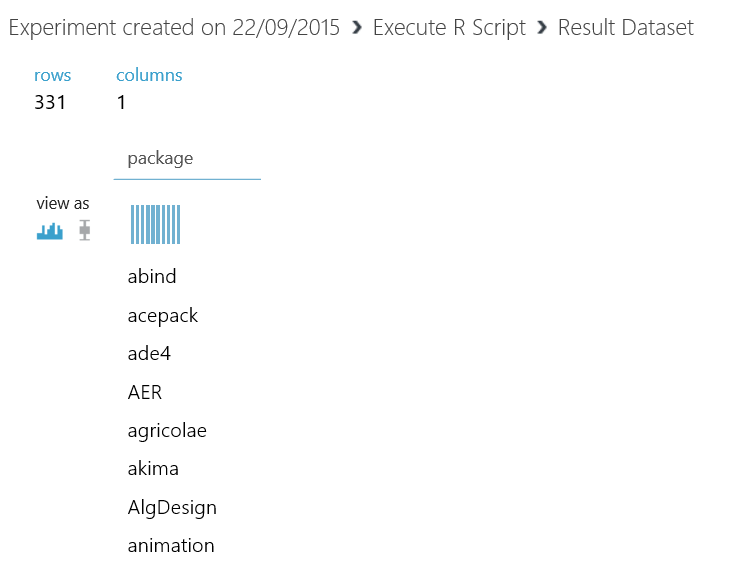 Experiment created on 22/09/2015 › Execute R Script › Result Dataset
rows columns
331 1
package
view as
abind
acepack
ade4
AER
agricolae
akima
AlgDesign
animation